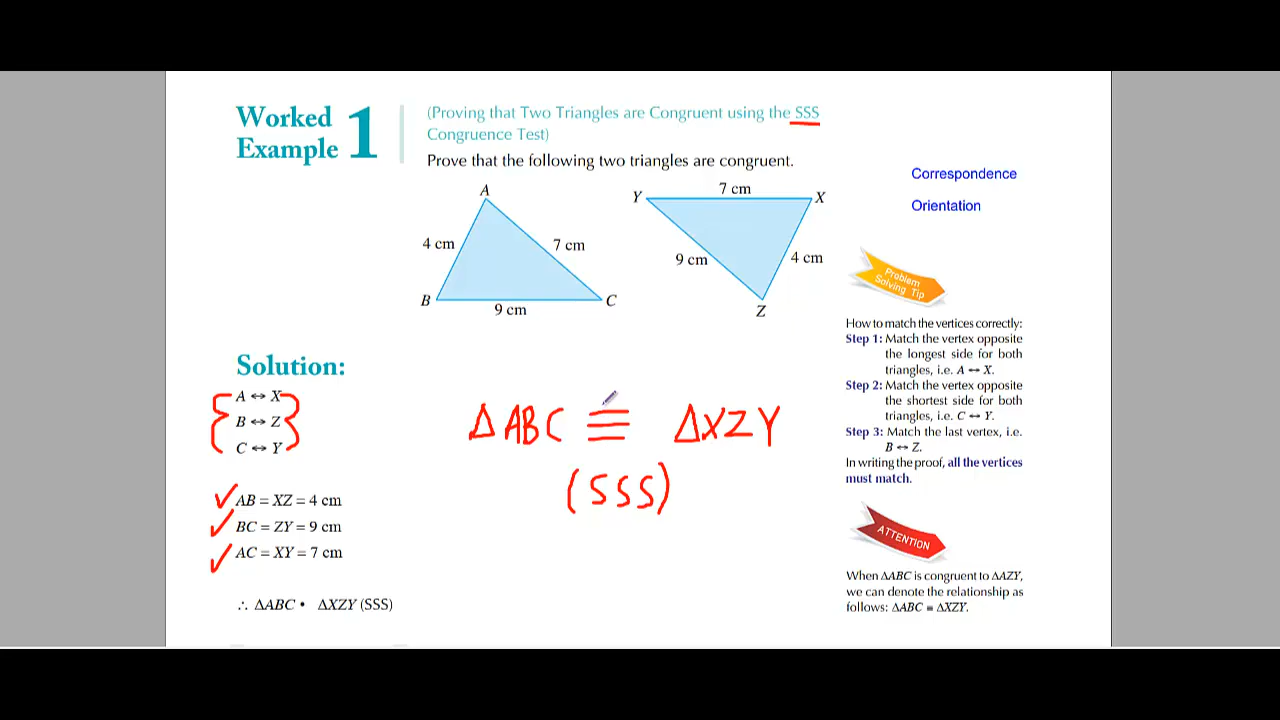 Worked
Example 1
(Proving that Two Triangles are Congruent using the SSS
Congruence Test)
Prove that the following two triangles are congruent.
A
4 cm
7 cm
B
9 cm
C
Y
7 cm
X
9 cm
4 cm
Z
Solution:
A ↔ X
B ↔ Z
C ↔ Y
AB = XZ = 4 cm
BC = ZY = 9 cm
AC = XY = 7 cm
∴ ΔABC • ΔXZY (SSS)
ΔABC ≡ ΔXZY
(SSS)
Correspondence
Orientation
Problem
Solving Tip
How to match the vertices correctly:
Step 1: Match the vertex opposite
the longest side for both
triangles, i.e. A ↔ X.
Step 2: Match the vertex opposite
the shortest side for both
triangles, i.e. C ↔ Y.
Step 3: Match the last vertex, i.e.
B ↔ Z.
In writing the proof, all the vertices
must match.
ATTENTION
When ΔABC is congruent to ΔAZY,
we can denote the relationship as
follows: ΔABC ≡ ΔXZY.